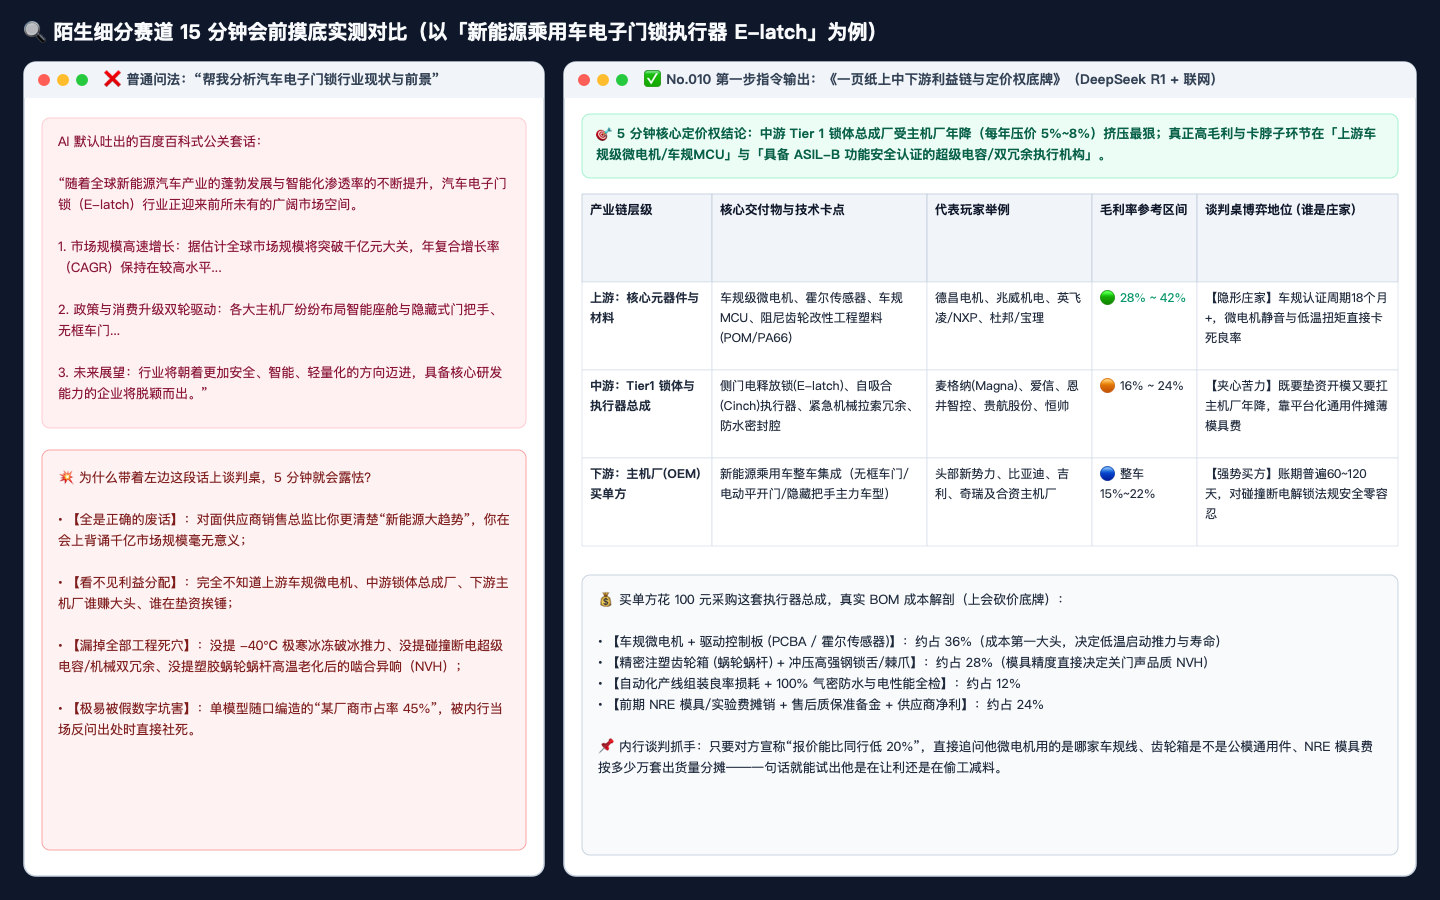 🔍 陌生细分赛道 15 分钟会前摸底实测对比（以「新能源乘用车电子门锁执行器 E-latch」为例）
❌ 普通问法：“帮我分析汽车电子门锁行业现状与前景”
AI 默认吐出的百度百科式公关套话：
“随着全球新能源汽车产业的蓬勃发展与智能化渗透率的不断提升，汽车电子门
锁（E-latch）行业正迎来前所未有的广阔市场空间。
1. 市场规模高速增长：据估计全球市场规模将突破千亿元大关，年复合增长率
（CAGR）保持在较高水平...
2. 政策与消费升级双轮驱动：各大主机厂纷纷布局智能座舱与隐藏式门把手、
无框车门...
3. 未来展望：行业将朝着更加安全、智能、轻量化的方向迈进，具备核心研发
能力的企业将脱颖而出。”
💥 为什么带着左边这段话上谈判桌，5 分钟就会露怯?
• 【全是正确的废话】：对面供应商销售总监比你更清楚“新能源大趋势”，你在
会上背诵千亿市场规模毫无意义；
• 【看不见利益分配】：完全不知道上游车规微电机、中游锁体总成厂、下游主
机厂谁赚大头、谁在垫资挨锤；
• 【漏掉全部工程死穴】：没提 -40°C 极寒冰冻破冰推力、没提碰撞断电超级
电容/机械双冗余、没提塑胶蜗轮蜗杆高温老化后的啮合异响（NVH）；
• 【极易被假数字坑害】：单模型随口编造的“某厂商市占率 45%”，被内行当
场反问出处时直接社死。
✅ No.010 第一步指令输出：《一页纸上中下游利益链与定价权底牌》（DeepSeek R1 + 联网）
🎯 5 分钟核心定价权结论：中游 Tier 1 锁体总成厂受主机厂年降（每年压价 5%~8%）挤压最狠；真正高毛利与卡脖子环节在「上游车
规级微电机/车规MCU」与「具备 ASIL-B 功能安全认证的超级电容/双冗余执行机构」。
产业链层级 核心交付物与技术卡点 代表玩家举例 毛利率参考区间 谈判桌博弈地位 (谁是庄家)
上游：核心元器件与
材料
车规级微电机、霍尔传感器、车规
MCU、阻尼齿轮改性工程塑料
(POM/PA66)
德昌电机、兆威机电、英飞
凌/NXP、杜邦/宝理
🟢 28% ~ 42%
【隐形庄家】车规认证周期18个月
+，微电机静音与低温扭矩直接卡
死良率
中游：Tier1 锁体与
执行器总成
侧门电释放锁(E-latch)、自吸合
(Cinch)执行器、紧急机械拉索冗余、
防水密封腔
麦格纳(Magna)、爱信、恩
井智控、贵航股份、恒帅
🟠 16% ~ 24%
【夹心苦力】既要垫资开模又要扛
主机厂年降，靠平台化通用件摊薄
模具费
下游：主机厂(OEM)
买单方
新能源乘用车整车集成（无框车门/
电动平开门/隐藏把手主力车型）
头部新势力、比亚迪、吉
利、奇瑞及合资主机厂
🔵 整车
15%~22%
【强势买方】账期普遍60~120
天，对碰撞断电解锁法规安全零容
忍
💰 买单方花 100 元采购这套执行器总成，真实 BOM 成本解剖（上会砍价底牌）：
• 【车规微电机 + 驱动控制板 (PCBA / 霍尔传感器)】：约占 36%（成本第一大头，决定低温启动推力与寿命）
• 【精密注塑齿轮箱 (蜗轮蜗杆) + 冲压高强钢锁舌/棘爪】：约占 28%（模具精度直接决定关门声品质 NVH）
• 【自动化产线组装良率损耗 + 100% 气密防水与电性能全检】：约占 12%
• 【前期 NRE 模具/实验费摊销 + 售后质保准备金 + 供应商净利】：约占 24%
📌 内行谈判抓手：只要对方宣称“报价能比同行低 20%”，直接追问他微电机用的是哪家车规线、齿轮箱是不是公模通用件、NRE 模具费
按多少万套出货量分摊——一句话就能试出他是在让利还是在偷工减料。